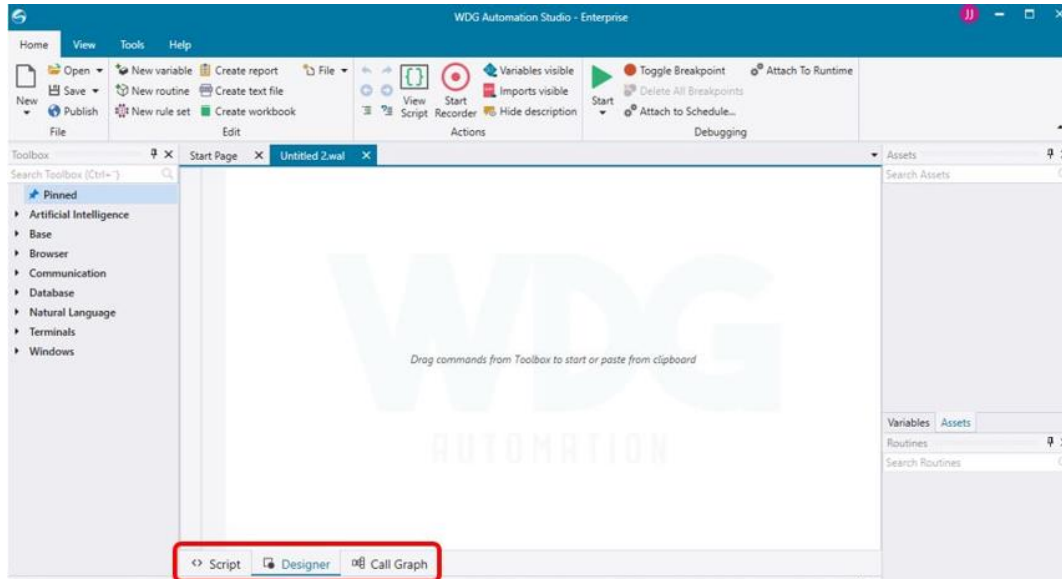 WDG Automation Studio - Enterprise
JJ
Home View Tools Help
Open New variable Create report File Variables visible Toggle Breakpoint Attach To Runtime
Save New routine Create text file Imports visible Delete All Breakpoints
New Publish New rule set Create workbook View Script Start Recorder Hide description Start Attach to Schedule...
File Edit Actions Debugging
Toolbox Start Page Untitled 2.wal Assets
Search Toolbox (Ctrl+¨) Search Assets
Pinned
Artificial Intelligence
Base
Browser
Communication
Database
Natural Language
Terminals
Windows
WDG
Drag commands from Toolbox to start or paste from clipboard
AUTOMATION
Variables Assets
Routines
Search Routines
Script Designer Call Graph